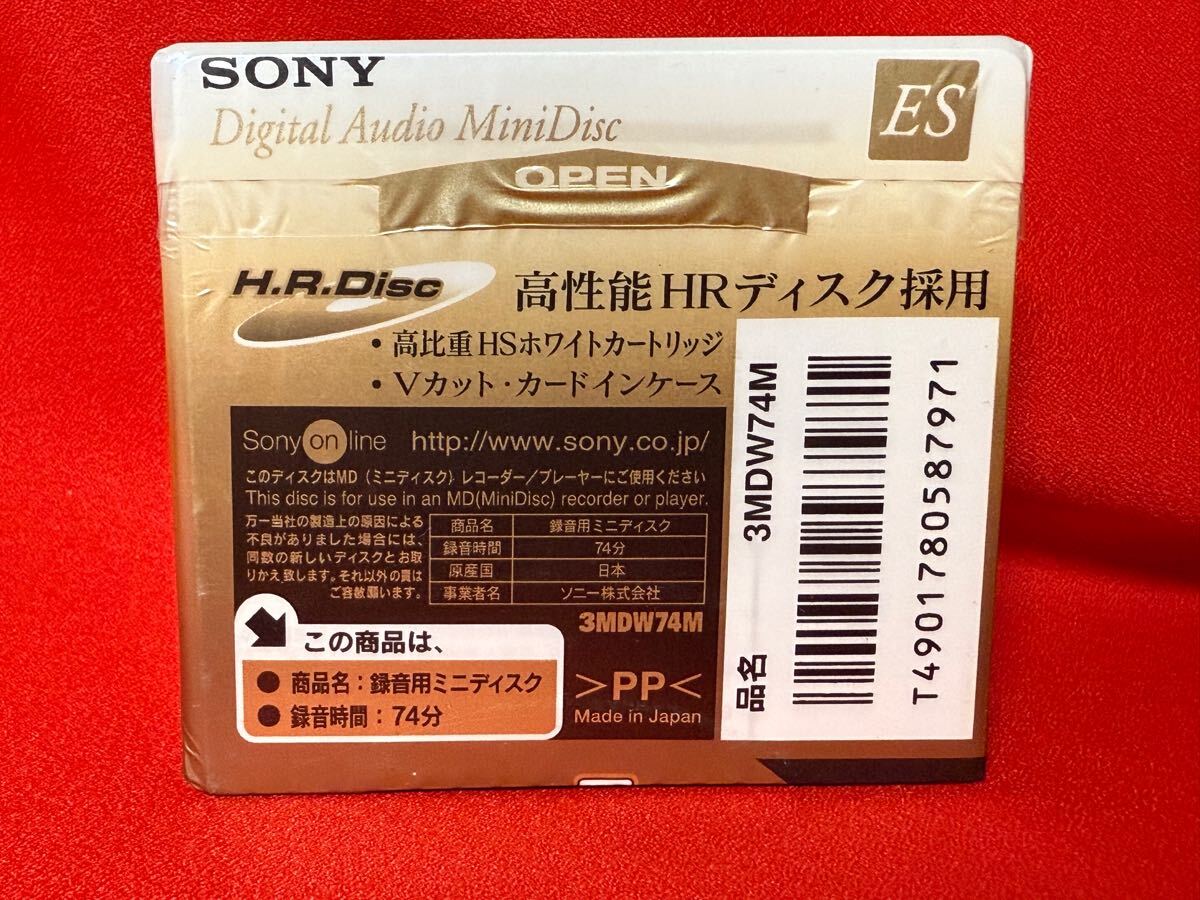 SONY
Digital Audio MiniDisc
ES
OPEN
H.R.Disc
高性能HRディスク採用
・高比重HSホワイトカートリッジ
・Vカット・カードインケース
Sony on line http://www.sony.co.jp/
このディスクはMD（ミニディスク）レコーダー／プレーヤーにご使用ください
This disc is for use in an MD(MiniDisc) recorder or player.
万一当社の製造上の原因による
不良がありました場合には、
同数の新しいディスクとお取
りかえ致します。それ以外の責は
ご容赦願います。
商品名 録音用ミニディスク
録音時間 74分
原産国 日本
事業者名 ソニー株式会社
3MDW74M
この商品は、
● 商品名：録音用ミニディスク
● 録音時間：74分
>PP<
Made in Japan
品名 3MDW74M
T4901780587971